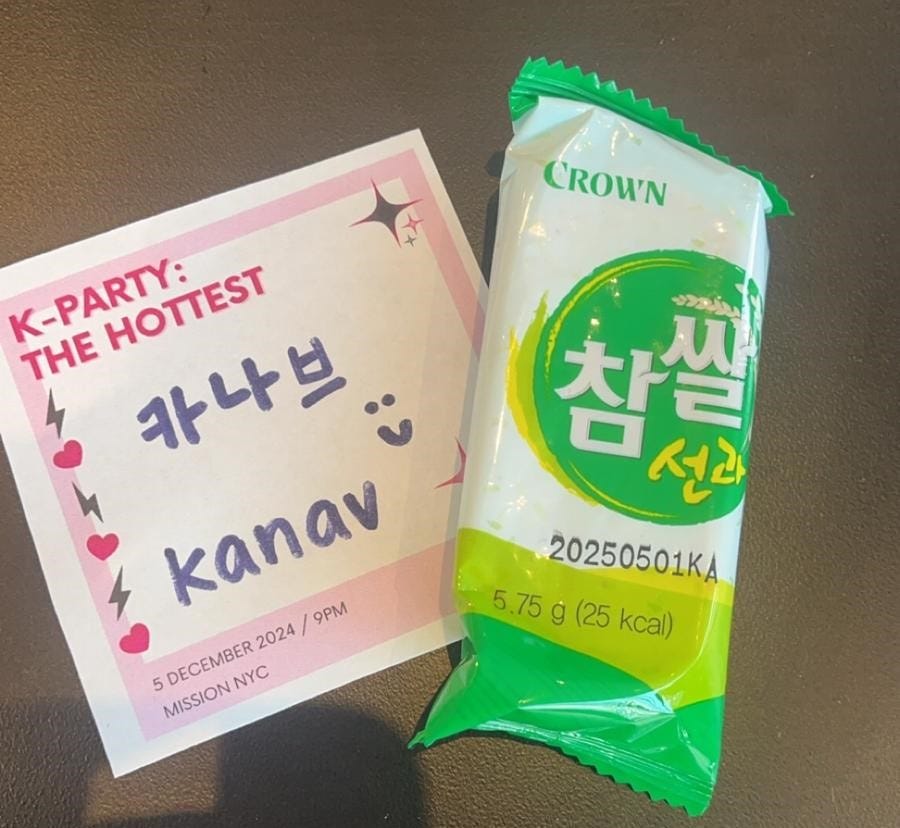 K-PARTY:
THE HOTTEST
카나브
kanav
5 DECEMBER 2024 / 9PM
MISSION NYC
CROWN
참쌀
선과
20250501KA
5.75 g (25 kcal)